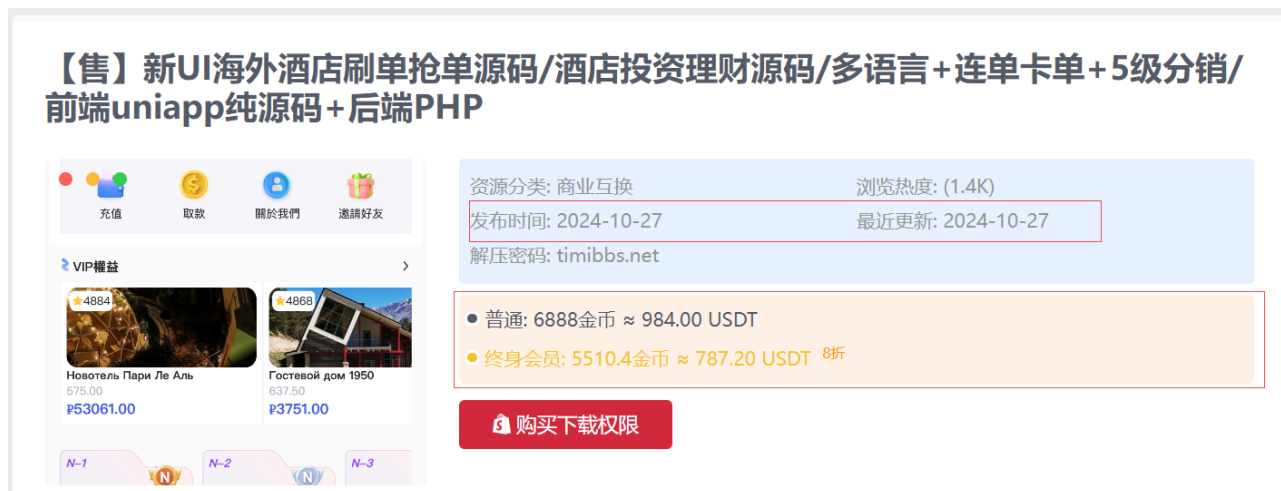 【售】新UI海外酒店刷单抢单源码/酒店投资理财源码/多语言+连单卡单+5级分销/
前端uniapp纯源码+后端PHP
充值
取款
關於我們
邀請好友
VIP權益
4884
4868
Новотель Пари Ле Аль
Гостевой дом 1950
575.00
637.50
₽53061.00
₽3751.00
N–1
N–2
N–3
N
N
资源分类: 商业互换
浏览热度: (1.4K)
发布时间: 2024-10-27
最近更新: 2024-10-27
解压密码: timibbs.net
普通: 6888金币 ≈ 984.00 USDT
终身会员: 5510.4金币 ≈ 787.20 USDT 8折
购买下载权限